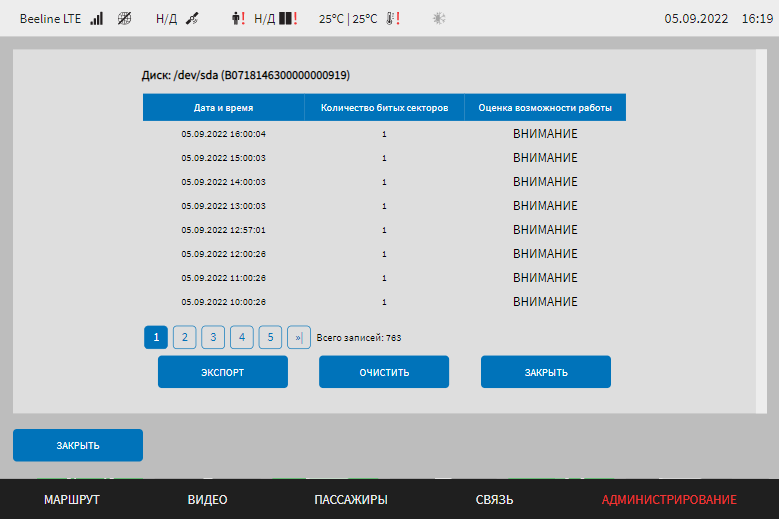 Beeline LTE Н/Д Н/Д 25°C | 25°C 05.09.2022 16:19
Диск: /dev/sda (B0718146300000000919)
Дата и время Количество битых секторов Оценка возможности работы
05.09.2022 16:00:04 1 ВНИМАНИЕ
05.09.2022 15:00:03 1 ВНИМАНИЕ
05.09.2022 14:00:03 1 ВНИМАНИЕ
05.09.2022 13:00:03 1 ВНИМАНИЕ
05.09.2022 12:57:01 1 ВНИМАНИЕ
05.09.2022 12:00:26 1 ВНИМАНИЕ
05.09.2022 11:00:26 1 ВНИМАНИЕ
05.09.2022 10:00:26 1 ВНИМАНИЕ
1 2 3 4 5 »| Всего записей: 763
ЭКСПОРТ ОЧИСТИТЬ ЗАКРЫТЬ
ЗАКРЫТЬ
МАРШРУТ ВИДЕО ПАССАЖИРЫ СВЯЗЬ АДМИНИСТРИРОВАНИЕ